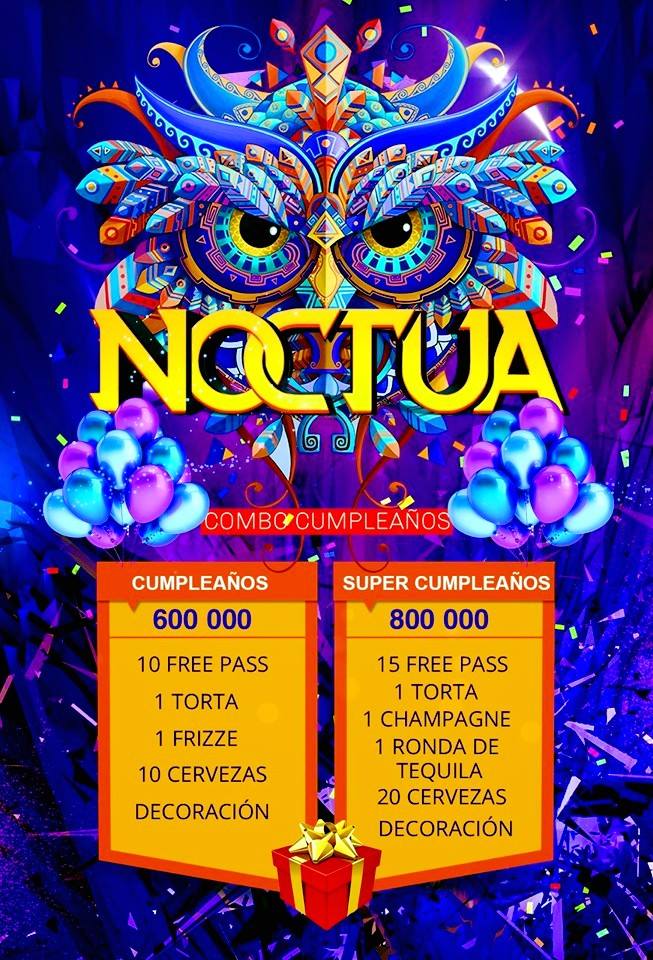 NOCTUA
COMBO CUMPLEAÑOS
CUMPLEAÑOS
600 000
10 FREE PASS
1 TORTA
1 FRIZZE
10 CERVEZAS
DECORACIÓN
SUPER CUMPLEAÑOS
800 000
15 FREE PASS
1 TORTA
1 CHAMPAGNE
1 RONDA DE
TEQUILA
20 CERVEZAS
DECORACIÓN